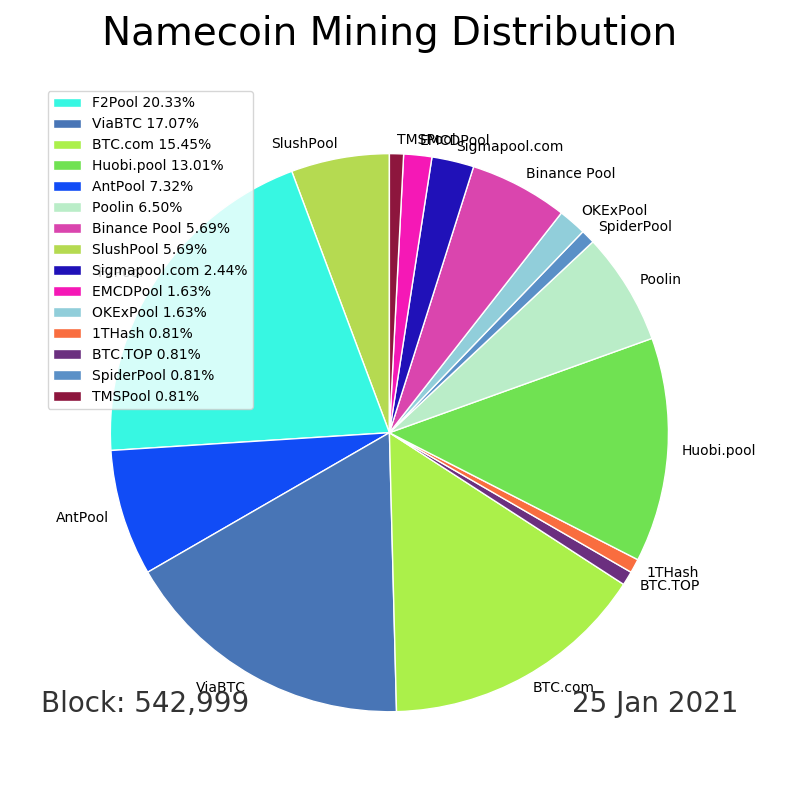 Namecoin Mining Distribution
F2Pool 20.33%
ViaBTC 17.07%
BTC.com 15.45%
Huobi.pool 13.01%
AntPool 7.32%
Poolin 6.50%
Binance Pool 5.69%
SlushPool 5.69%
Sigmapool.com 2.44%
EMCDPool 1.63%
OKExPool 1.63%
1THash 0.81%
BTC.TOP 0.81%
SpiderPool 0.81%
TMSPool 0.81%
SlushPool
TMSPool
EMCDPool
Sigmapool.com
Binance Pool
OKExPool
SpiderPool
Poolin
Huobi.pool
1THash
BTC.TOP
BTC.com
ViaBTC
AntPool
Block: 542,999
25 Jan 2021